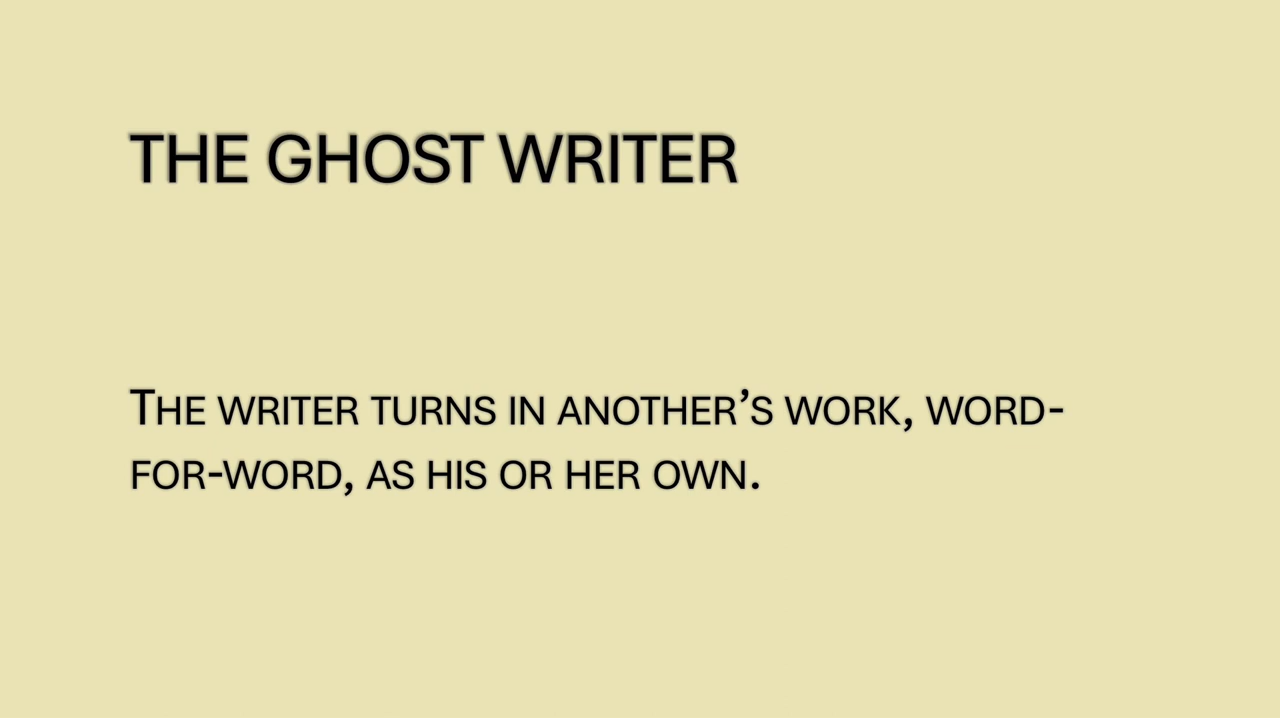 THE GHOST WRITER
THE WRITER TURNS IN ANOTHER’S WORK, WORD-
FOR-WORD, AS HIS OR HER OWN.